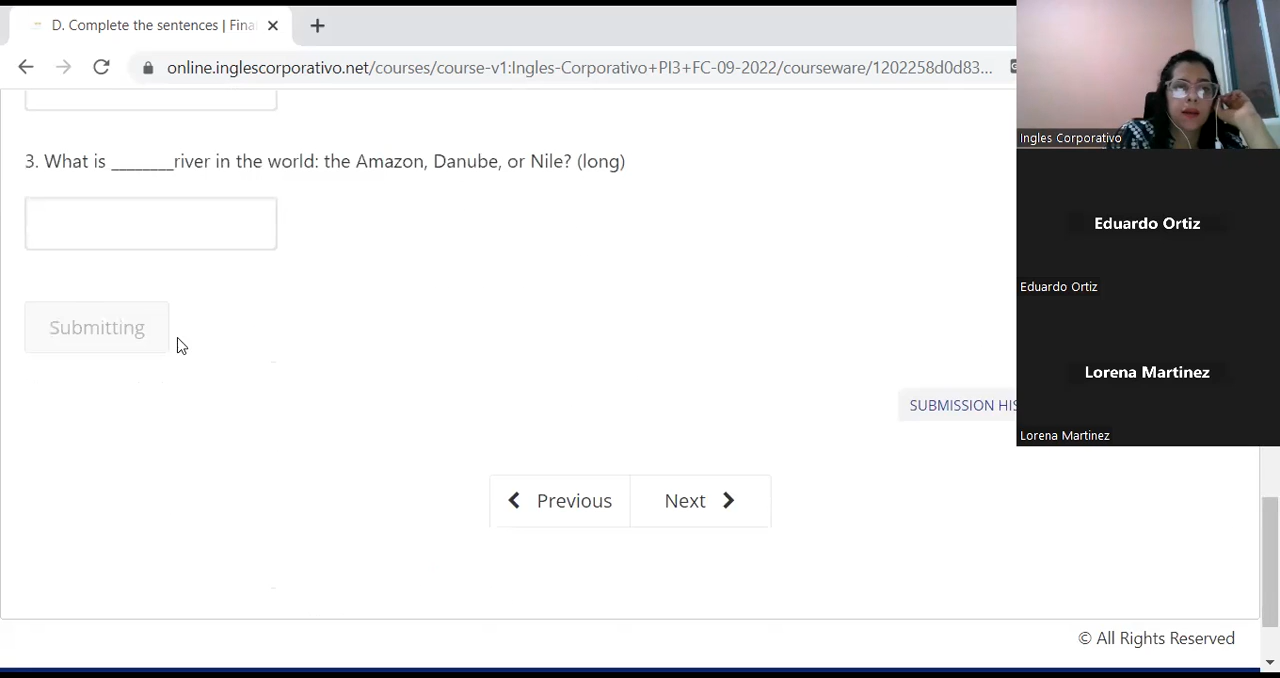 D. Complete the sentences | Fina
online.inglescorporativo.net/courses/course-v1:Ingles-Corporativo+PI3+FC-09-2022/courseware/1202258d0d83...
Ingles Corporativo
3. What is ________river in the world: the Amazon, Danube, or Nile? (long)
Eduardo Ortiz
Eduardo Ortiz
Submitting
Lorena Martinez
SUBMISSION HIS
Lorena Martinez
Previous
Next
© All Rights Reserved